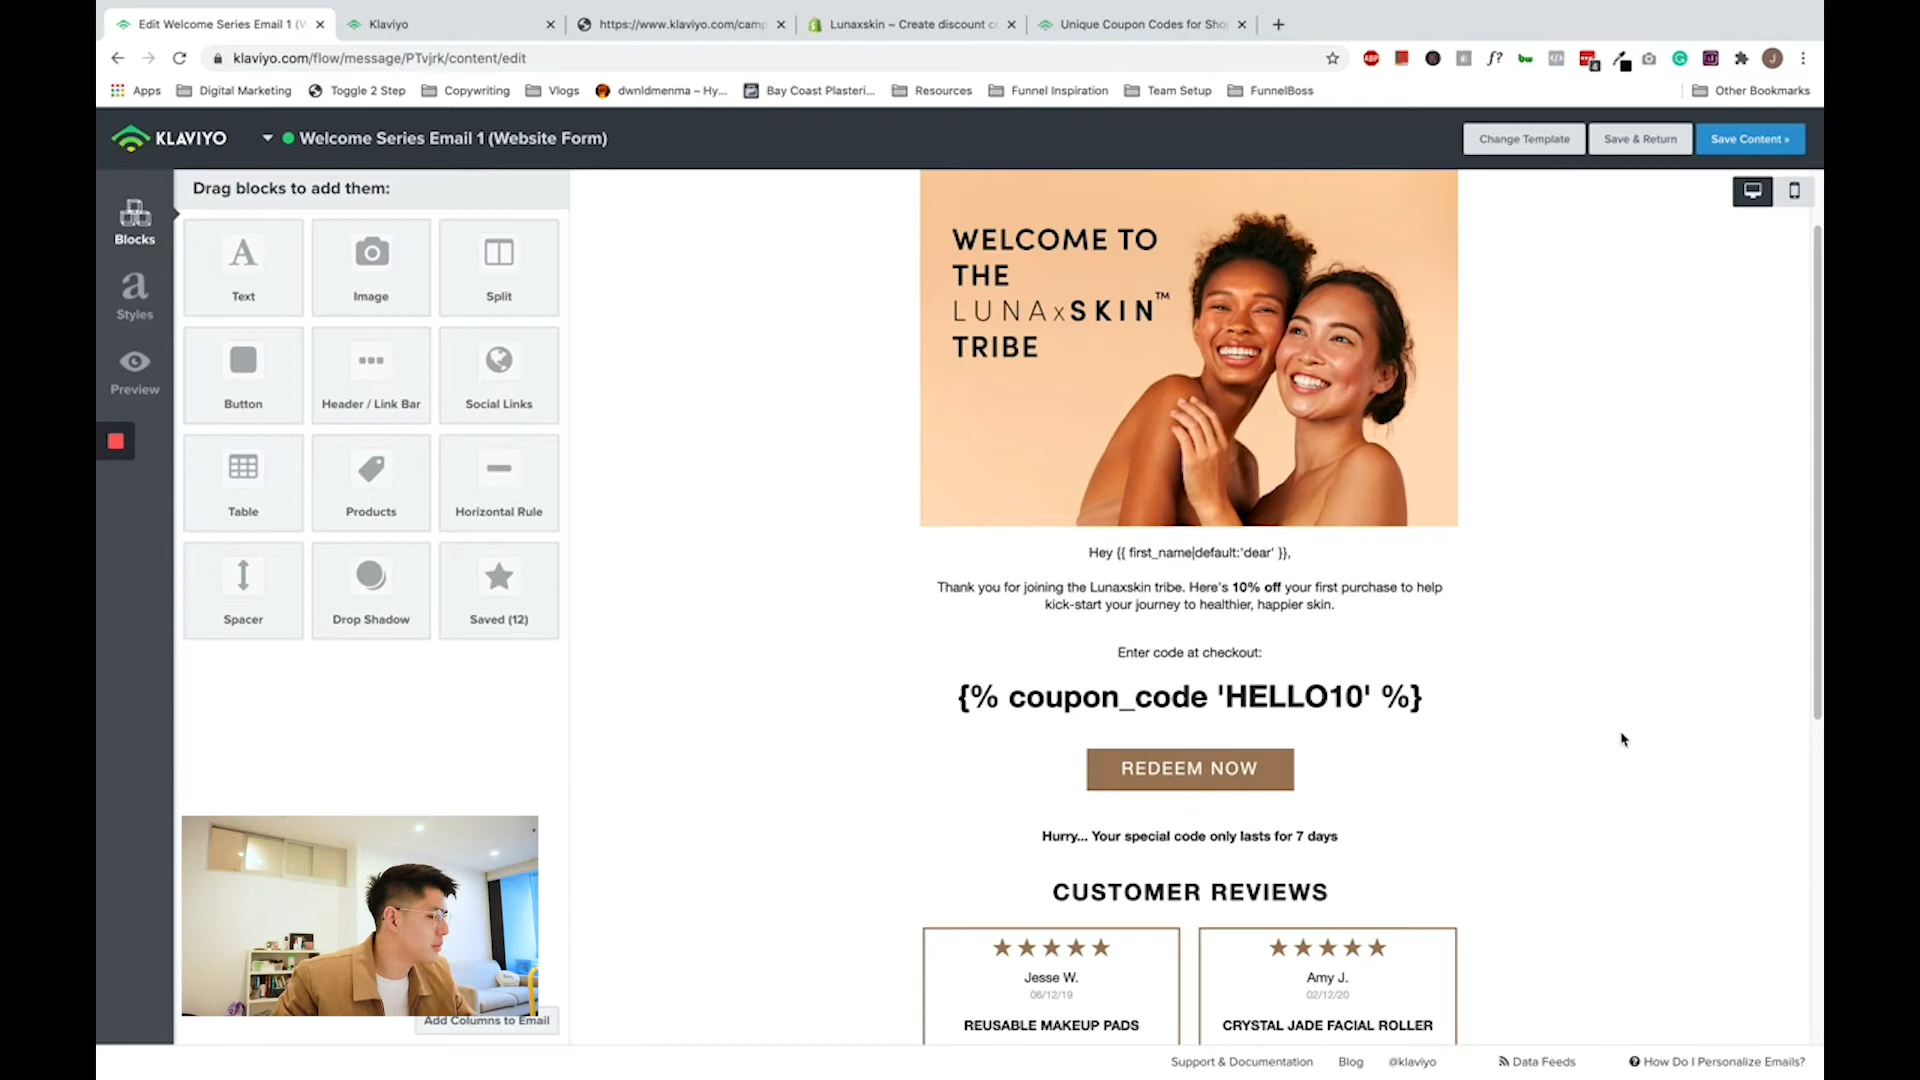 Edit Welcome Series Email 1 (W
Klaviyo
https://www.klaviyo.com/camp
Lunaxskin ~ Create discount c
Unique Coupon Codes for Sho
klaviyo.com/flow/message/PTvjrk/content/edit
Apps
Digital Marketing
Toggle 2 Step
Copywriting
Vlogs
dwnldmenma – Hy...
Bay Coast Plasteri...
Resources
Funnel Inspiration
Team Setup
FunnelBoss
Other Bookmarks
KLAVIYO
Welcome Series Email 1 (Website Form)
Change Template
Save & Return
Save Content »
Drag blocks to add them:
Blocks
Styles
Preview
Text
Image
Split
Button
Header / Link Bar
Social Links
Table
Products
Horizontal Rule
Spacer
Drop Shadow
Saved (12)
Add Columns to Email
WELCOME TO
THE
LUNAxSKIN™
TRIBE
Hey {{ first_name|default:'dear' }},
Thank you for joining the Lunaxskin tribe. Here's 10% off your first purchase to help
kick-start your journey to healthier, happier skin.
Enter code at checkout:
{% coupon_code 'HELLO10' %}
REDEEM NOW
Hurry... Your special code only lasts for 7 days
CUSTOMER REVIEWS
Jesse W.
06/12/19
REUSABLE MAKEUP PADS
Amy J.
02/12/20
CRYSTAL JADE FACIAL ROLLER
Support & Documentation
Blog
@klaviyo
Data Feeds
How Do I Personalize Emails?